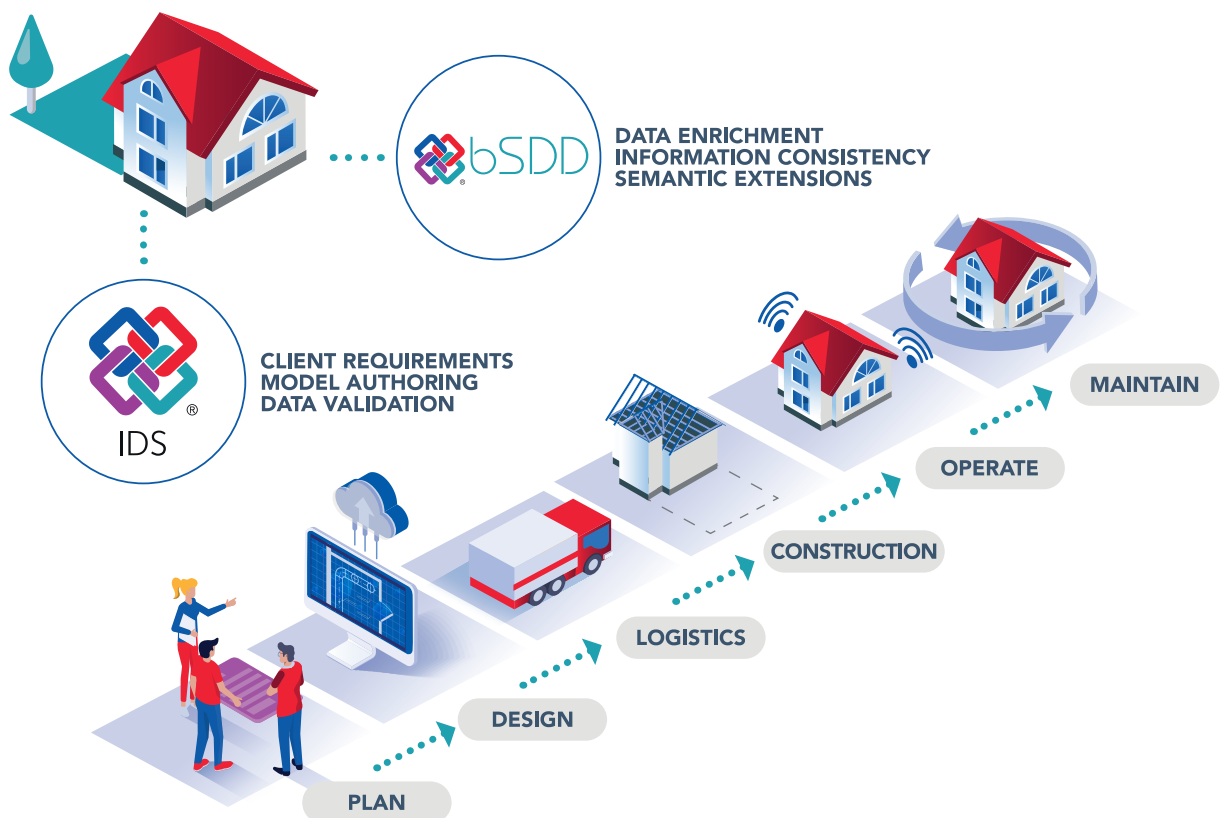 bSDD
®
DATA ENRICHMENT
INFORMATION CONSISTENCY
SEMANTIC EXTENSIONS
®
IDS
CLIENT REQUIREMENTS
MODEL AUTHORING
DATA VALIDATION
MAINTAIN
OPERATE
CONSTRUCTION
LOGISTICS
DESIGN
PLAN